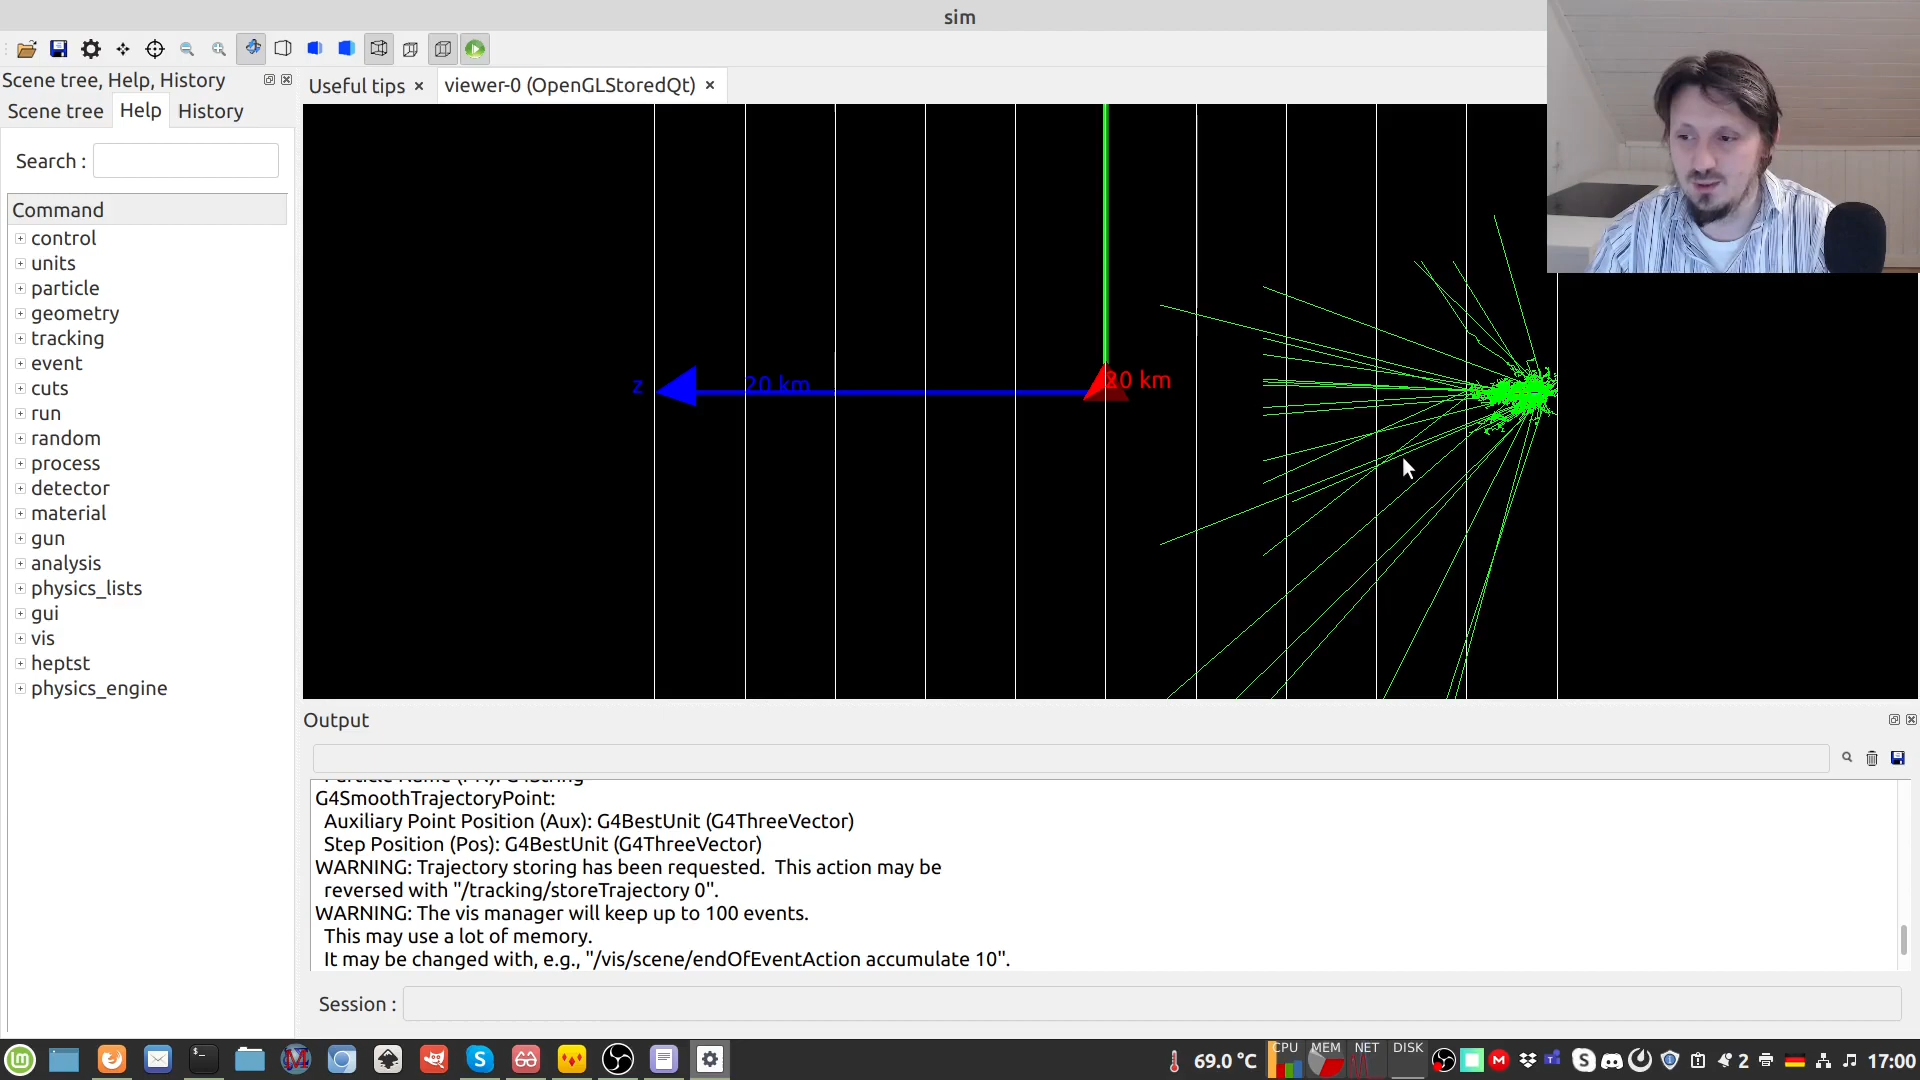 sim
Scene tree, Help, History
Useful tips
viewer-0 (OpenGLStoredQt)
Scene tree
Help
History
Search :
Command
control
units
particle
geometry
tracking
event
cuts
run
random
process
detector
material
gun
analysis
physics_lists
gui
vis
heptst
physics_engine
z
20 km
20 km
Output
Particle Name (PN): G4String
G4SmoothTrajectoryPoint:
Auxiliary Point Position (Aux): G4BestUnit (G4ThreeVector)
Step Position (Pos): G4BestUnit (G4ThreeVector)
WARNING: Trajectory storing has been requested.  This action may be
reversed with "/tracking/storeTrajectory 0".
WARNING: The vis manager will keep up to 100 events.
This may use a lot of memory.
It may be changed with, e.g., "/vis/scene/endOfEventAction accumulate 10".
Session :
69.0 °C
CPU
MEM
NET
DISK
2
17:00